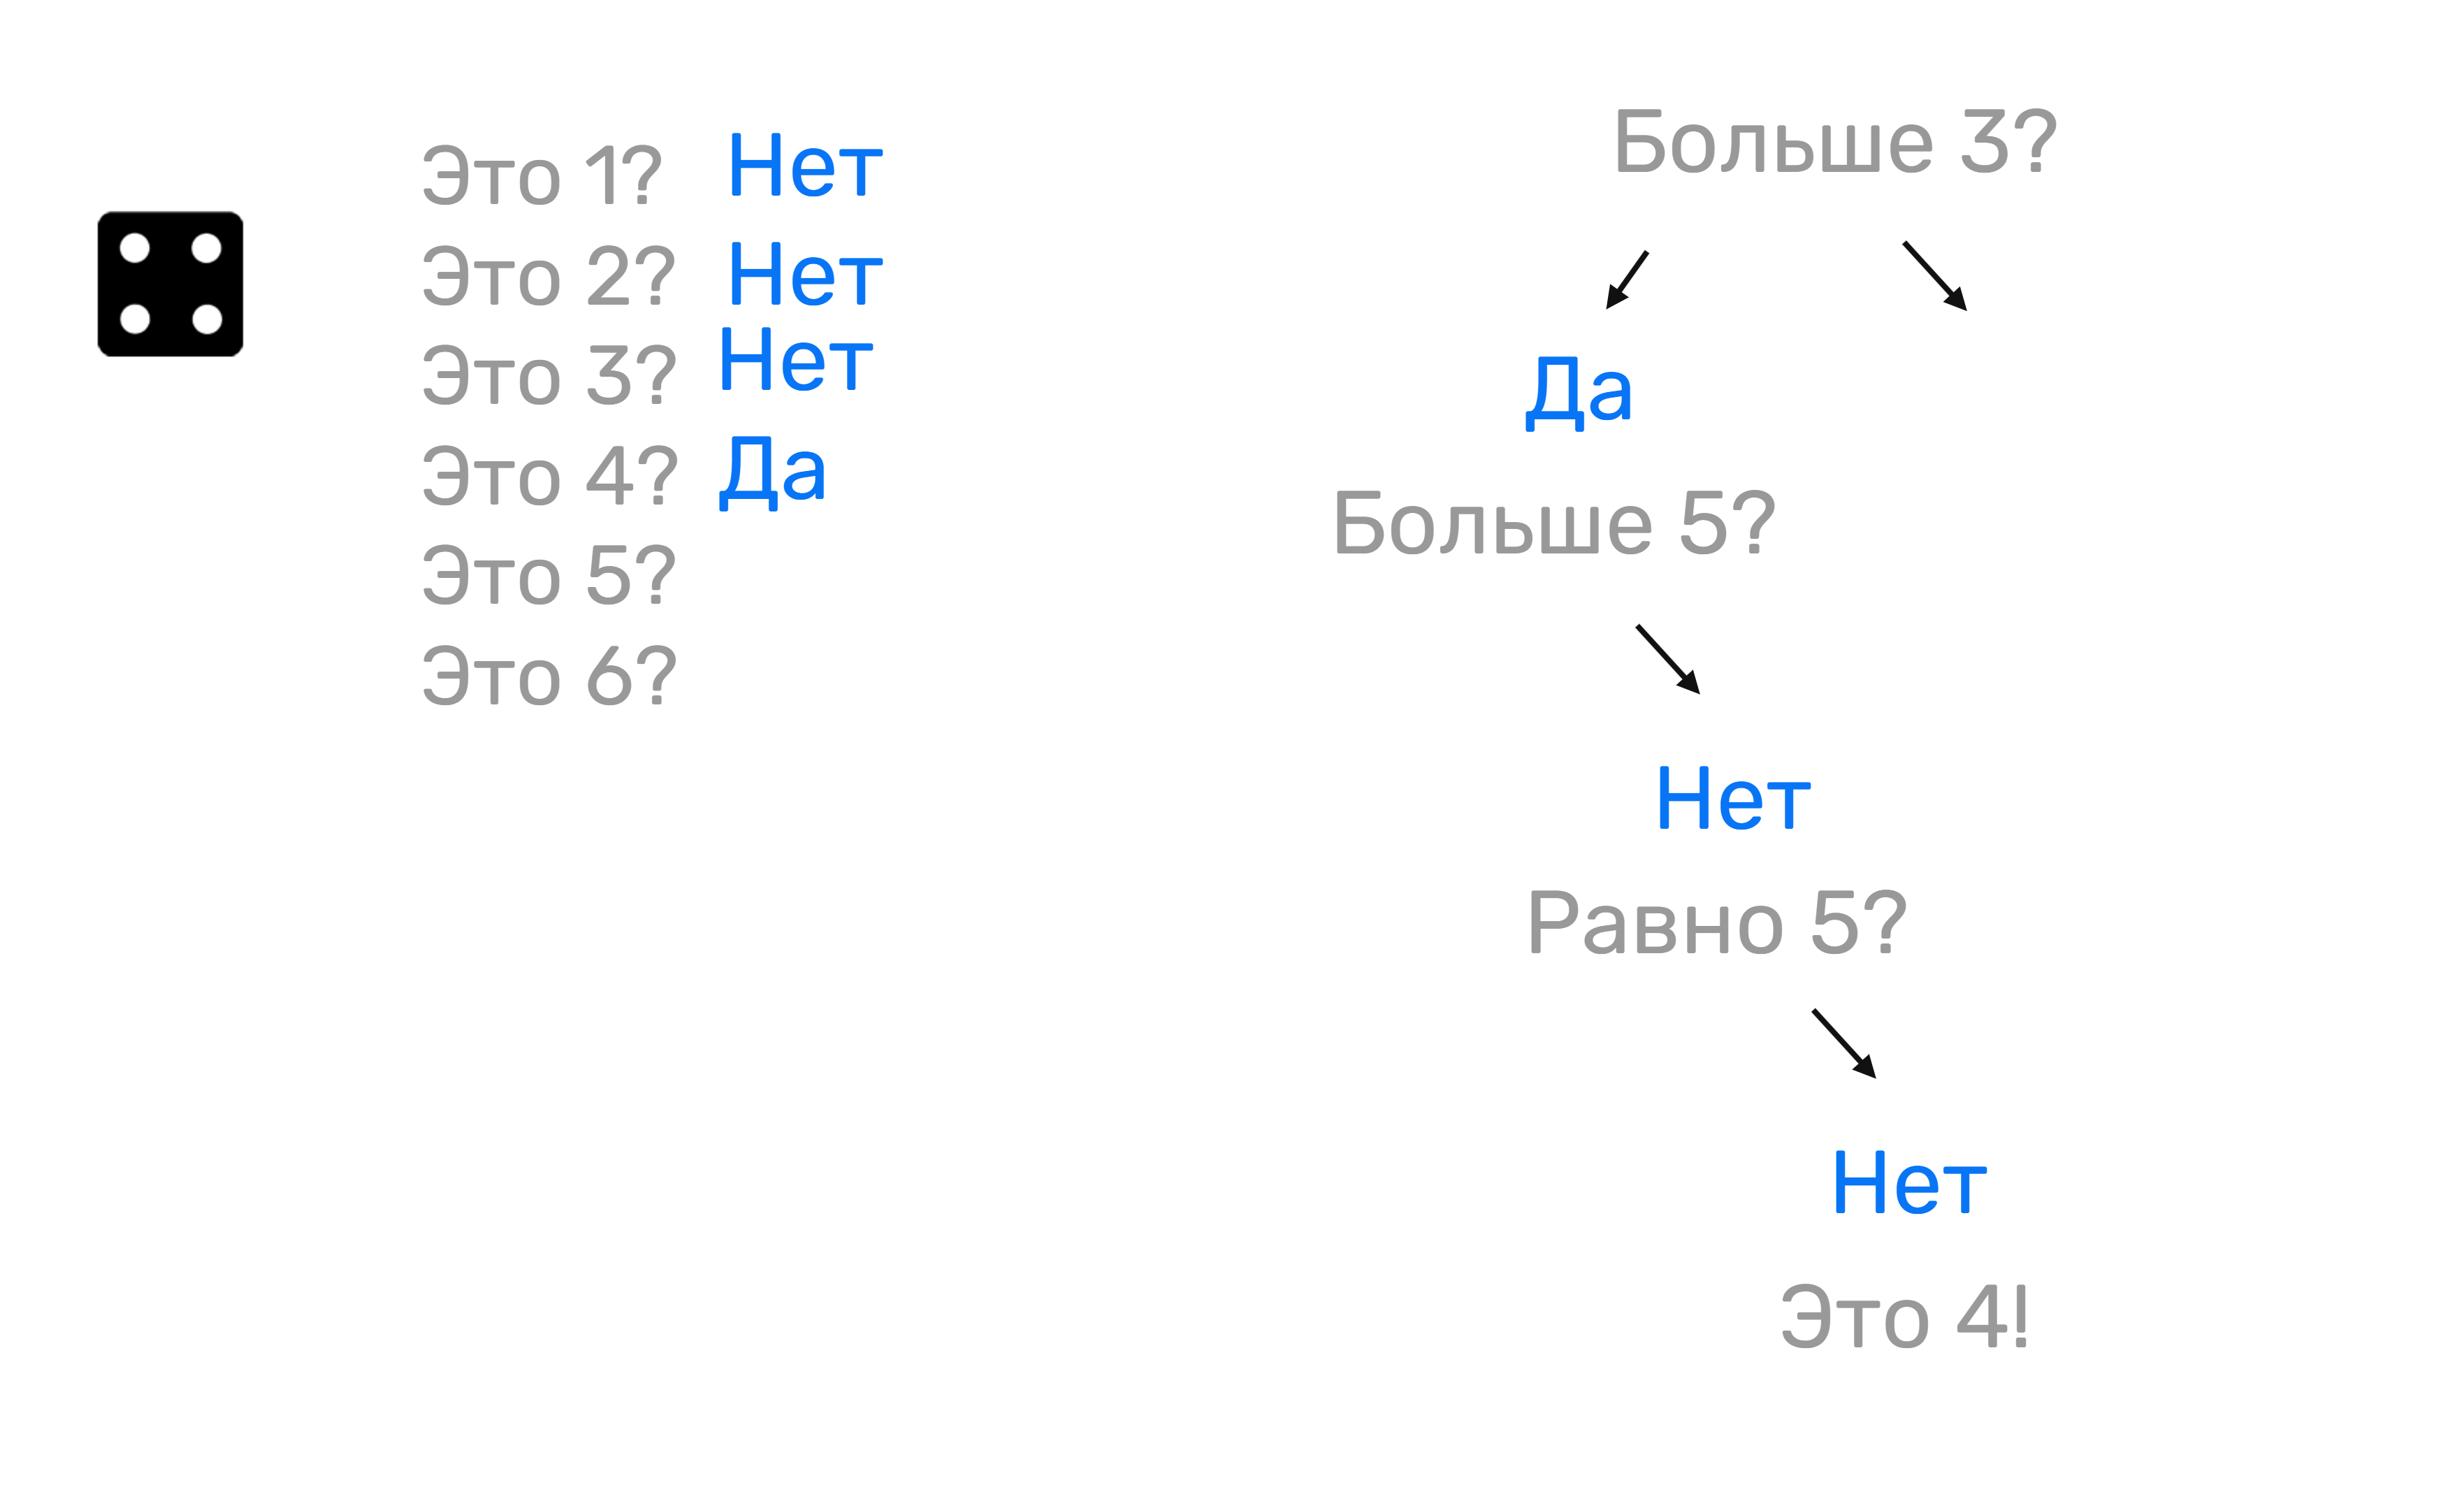 Это 1? Нет
Это 2? Нет
Это 3? Нет
Это 4? Да
Это 5?
Это 6?
Больше 3?
Да
Больше 5?
Нет
Равно 5?
Нет
Это 4!